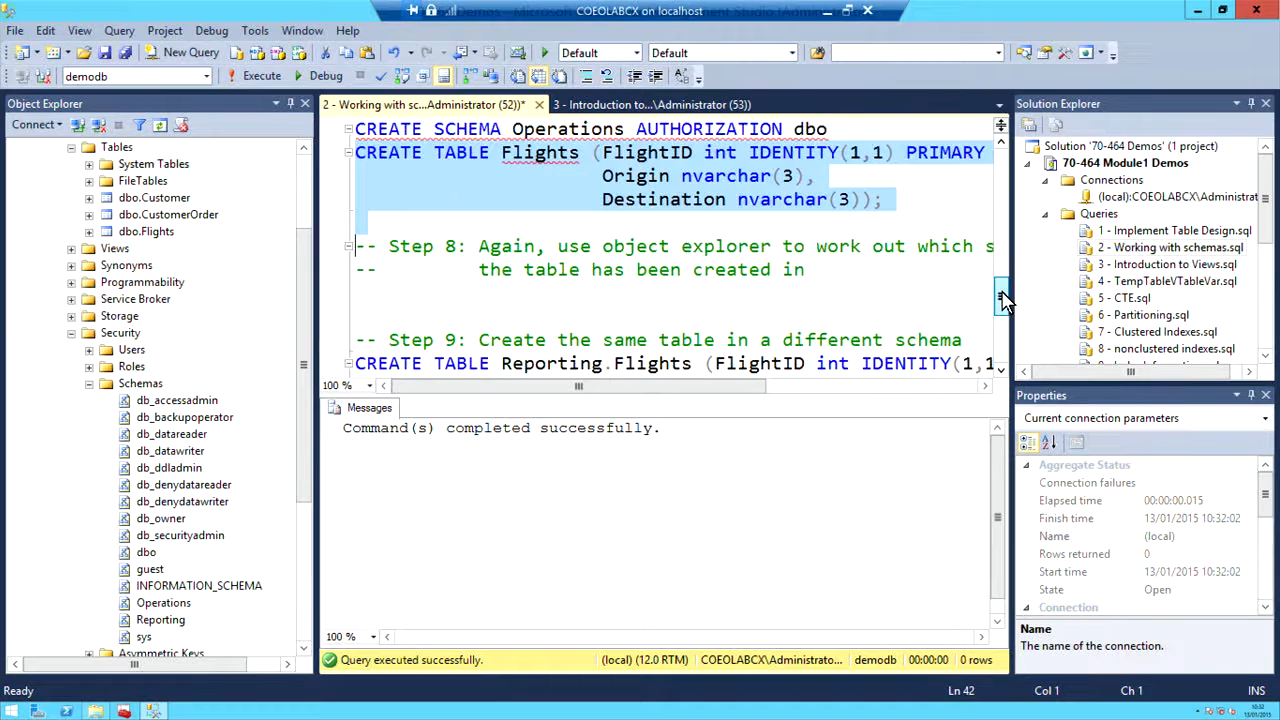 COEOLABCX on localhost
File Edit View Query Project Debug Tools Window Help
New Query
Default
Default
demodb
Execute
Debug
Object Explorer
Connect
Tables
System Tables
FileTables
dbo.Customer
dbo.CustomerOrder
dbo.Flights
Views
Synonyms
Programmability
Service Broker
Storage
Security
Users
Roles
Schemas
db_accessadmin
db_backupoperator
db_datareader
db_datawriter
db_ddladmin
db_denydatareader
db_denydatawriter
db_owner
db_securityadmin
dbo
guest
INFORMATION_SCHEMA
Operations
Reporting
sys
Asymmetric Keys
2 - Working with sc...Administrator (52))*
3 - Introduction to...\Administrator (53))
CREATE SCHEMA Operations AUTHORIZATION dbo
CREATE TABLE Flights (FlightID int IDENTITY(1,1) PRIMARY
Origin nvarchar(3),
Destination nvarchar(3));
-- Step 8: Again, use object explorer to work out which s
-- the table has been created in
-- Step 9: Create the same table in a different schema
CREATE TABLE Reporting.Flights (FlightID int IDENTITY(1,1
100 %
Messages
Command(s) completed successfully.
100 %
Query executed successfully.
(local) (12.0 RTM)
COEOLABCX\Administrato...
demodb
00:00:00
0 rows
Solution Explorer
Solution '70-464 Demos' (1 project)
70-464 Module1 Demos
Connections
(local):COEOLABCX\Administrat
Queries
1 - Implement Table Design.sql
2 - Working with schemas.sql
3 - Introduction to Views.sql
4 - TempTableVTableVar.sql
5 - CTE.sql
6 - Partitioning.sql
7 - Clustered Indexes.sql
8 - nonclustered indexes.sql
Properties
Current connection parameters
Aggregate Status
Connection failures
Elapsed time 00:00:00.015
Finish time 13/01/2015 10:32:02
Name (local)
Rows returned 0
Start time 13/01/2015 10:32:02
State Open
Connection
Name
The name of the connection.
Ready
Ln 42
Col 1
Ch 1
INS
10:32
13/01/2015